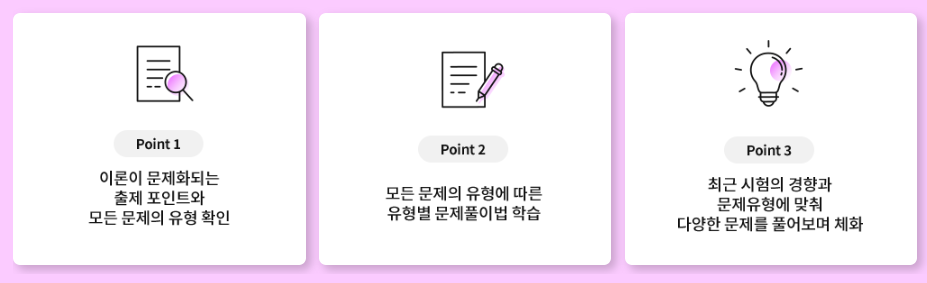 Point 1
이론이 문제화되는
출제 포인트와
모든 문제의 유형 확인
Point 2
모든 문제의 유형에 따른
유형별 문제풀이법 학습
Point 3
최근 시험의 경향과
문제유형에 맞춰
다양한 문제를 풀어보며 체화